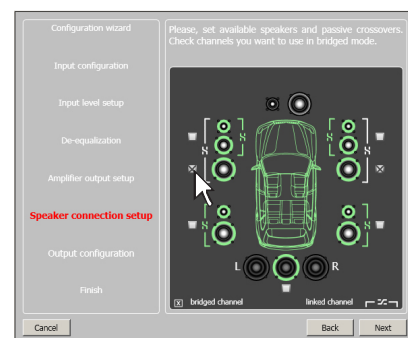 Configuration wizard
Please, set available speakers and passive crossovers.
Check channels you want to use in bridged mode.
Input configuration
Input level setup
De-equalization
Amplifier output setup
Speaker connection setup
Output configuration
Finish
L
R
bridged channel
linked channel
Cancel
Back
Next